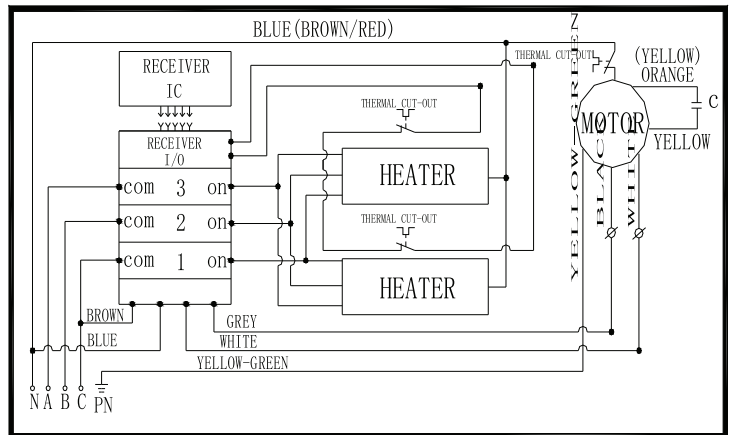 BLUE(BROWN/RED)
YELLOW-GREEN
THERMAL CUT-OUT
(YELLOW)
ORANGE
RECEIVER
IC
C
THERMAL CUT-OUT
MOTOR
RECEIVER
I/O
YELLOW
BLACK
WHITE
HEATER
com 3 on
com 2 on
THERMAL CUT-OUT
com 1 on
HEATER
BROWN
GREY
BLUE
WHITE
YELLOW-GREEN
N A B C PN